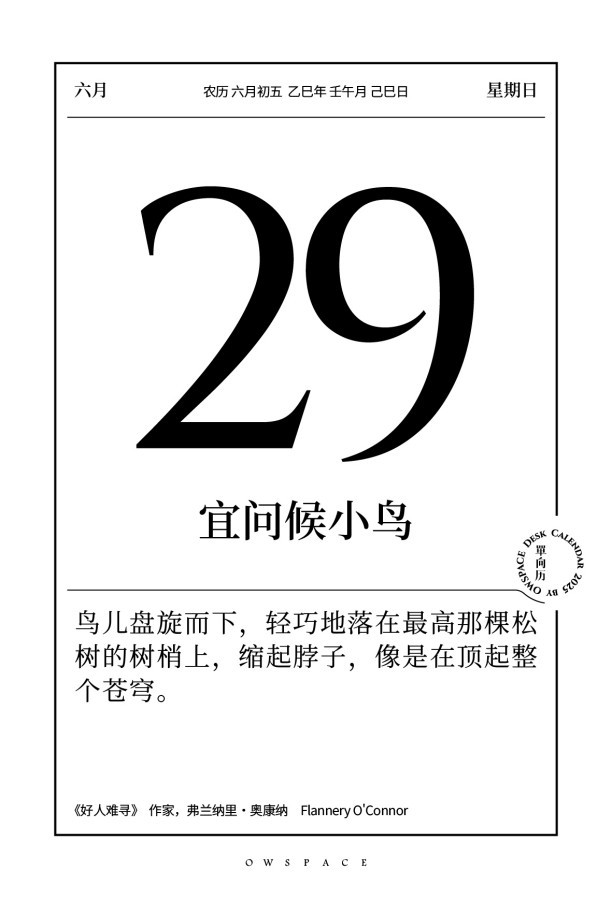 六月 农历 六月初五 乙巳年 壬午月 己巳日 星期日
29
宜问候小鸟
OWSPACE DESK CALENDAR 2025 BY
單向历
鸟儿盘旋而下，轻巧地落在最高那棵松
树的树梢上，缩起脖子，像是在顶起整
个苍穹。
《好人难寻》 作家，弗兰纳里·奥康纳 Flannery O'Connor
OWSPACE